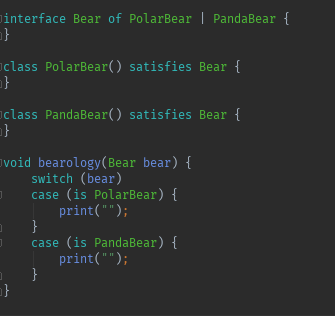 interface Bear of PolarBear | PandaBear {
}
class PolarBear() satisfies Bear {
}
class PandaBear() satisfies Bear {
}
void bearology(Bear bear) {
    switch (bear)
    case (is PolarBear) {
        print("");
    }
    case (is PandaBear) {
        print("");
    }
}